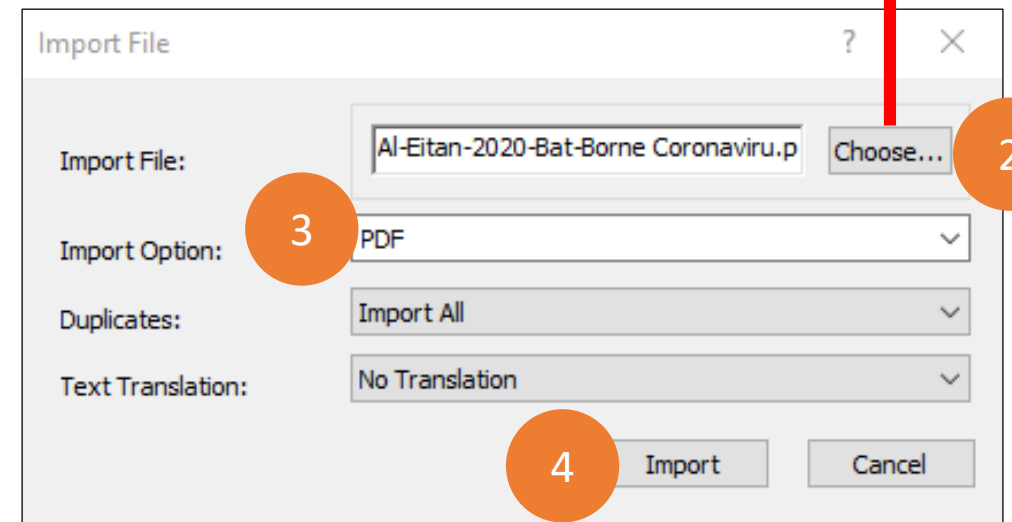 Import File ? ×
Import File: Al-Eitan-2020-Bat-Borne Coronaviru.p Choose... 2
3 Import Option: PDF
Duplicates: Import All
Text Translation: No Translation
4 Import Cancel